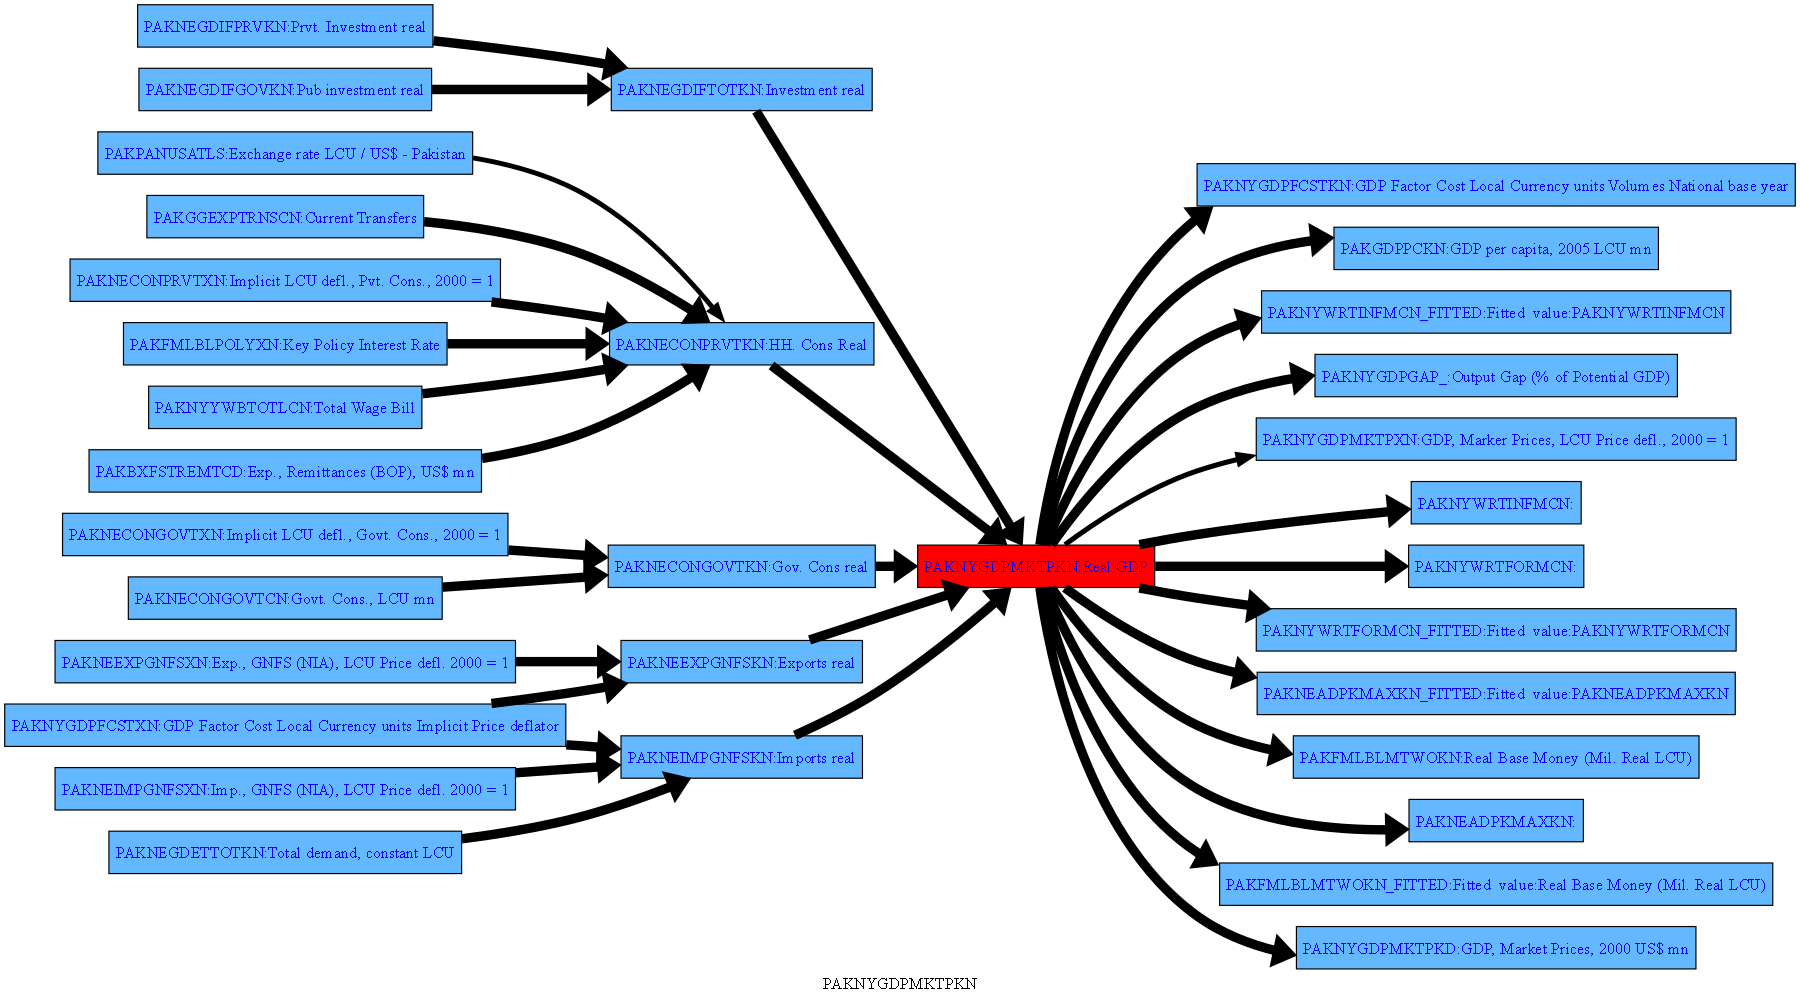 PAKNEGDIFPRVKN:Prvt. Investment real
PAKNEGDIFGOVKN:Pub investment real
PAKPANUSATLS:Exchange rate LCU / US$ - Pakistan
PAKGGEXPTRNSCN:Current Transfers
PAKNECONPRVTXN:Implicit LCU defl., Pvt. Cons., 2000 = 1
PAKFMLBLPOLYXN:Key Policy Interest Rate
PAKNYYWBTOTLCN:Total Wage Bill
PAKBXFSTREMTCD:Exp., Remittances (BOP), US$ mn
PAKNECONGOVTXN:Implicit LCU defl., Govt. Cons., 2000 = 1
PAKNECONGOVTCN:Govt. Cons., LCU mn
PAKNEEXPGNFSXN:Exp., GNFS (NIA), LCU Price defl. 2000 = 1
PAKNYGDPFCSTXN:GDP Factor Cost Local Currency units Implicit Price deflator
PAKNEIMPGNFSXN:Imp., GNFS (NIA), LCU Price defl. 2000 = 1
PAKNEGDETTOTKN:Total demand, constant LCU
PAKNEGDIFTOTKN:Investment real
PAKNECONPRVTKN:HH. Cons Real
PAKNECONGOVTKN:Gov. Cons real
PAKNEEXPGNFSKN:Exports real
PAKNEIMPGNFSKN:Imports real
PAKNYGDPMKTPKN:Real GDP
PAKNYGDPFCSTKN:GDP Factor Cost Local Currency units Volumes National base year
PAKGDPPCKN:GDP per capita, 2005 LCU mn
PAKNYWRTINFMCN_FITTED:Fitted value:PAKNYWRTINFMCN
PAKNYGDPGAP_:Output Gap (% of Potential GDP)
PAKNYGDPMKTPXN:GDP, Marker Prices, LCU Price defl., 2000 = 1
PAKNYWRTINFMCN:
PAKNYWRTFORMCN:
PAKNYWRTFORMCN_FITTED:Fitted value:PAKNYWRTFORMCN
PAKNEADPKMAXKN_FITTED:Fitted value:PAKNEADPKMAXKN
PAKFMLBLMTWOKN:Real Base Money (Mil. Real LCU)
PAKNEADPKMAXKN:
PAKFMLBLMTWOKN_FITTED:Fitted value:Real Base Money (Mil. Real LCU)
PAKNYGDPMKTPKD:GDP, Market Prices, 2000 US$ mn
PAKNYGDPMKTPKN